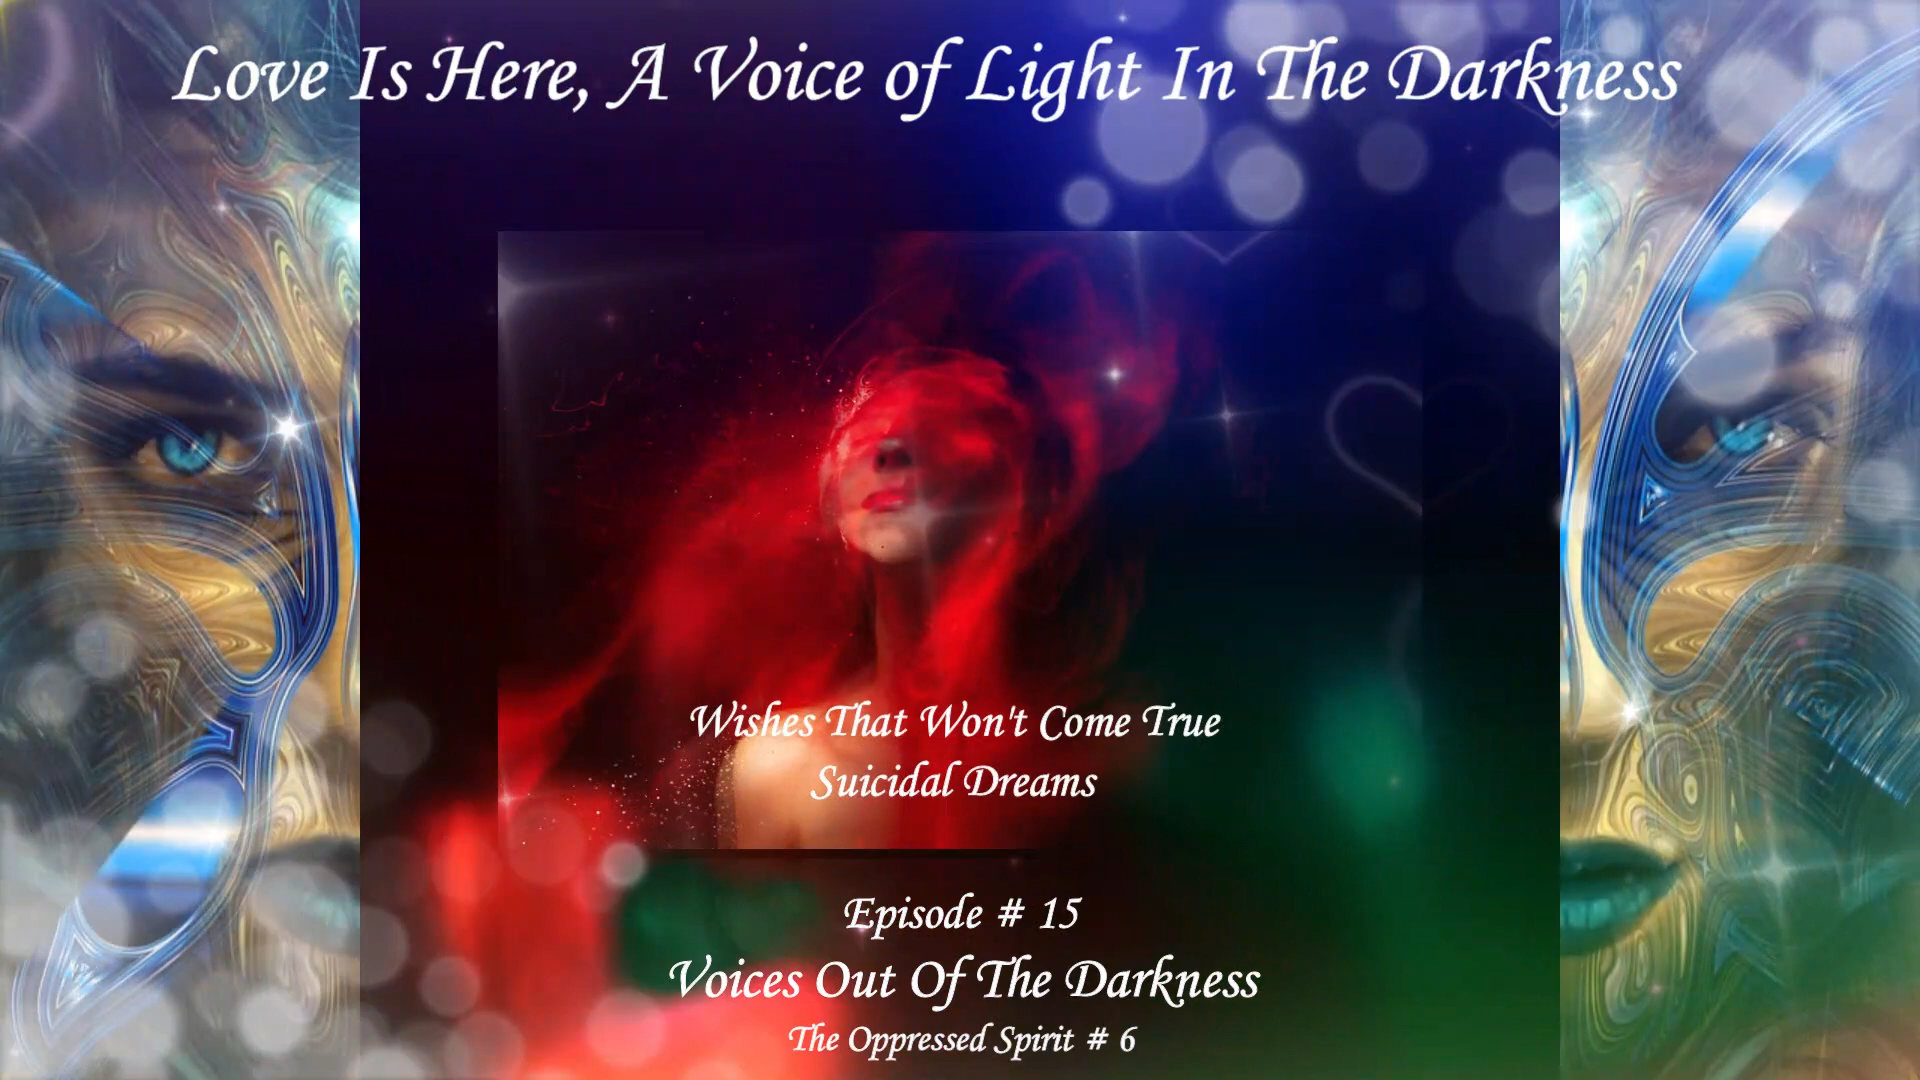 Love Is Here, A Voice of Light In The Darkness
Wishes That Won't Come True
Suicidal Dreams
Episode # 15
Voices Out Of The Darkness
The Oppressed Spirit # 6